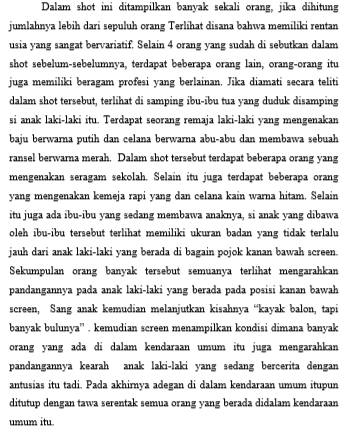 Dalam shot ini ditampilkan banyak sekali orang, jika dihitung
jumlahnya lebih dari sepuluh orang Terlihat disana bahwa memiliki rentan
usia yang sangat bervariatif. Selain 4 orang yang sudah di sebutkan dalam
shot sebelum-sebelumnya, terdapat beberapa orang lain, orang-orang itu
juga memiliki beragam profesi yang berlainan. Jika diamati secara teliti
dalam shot tersebut, terlihat di samping ibu-ibu tua yang duduk disamping
si anak laki-laki itu. Terdapat seorang remaja laki-laki yang mengenakan
baju berwarna putih dan celana berwarna abu-abu dan membawa sebuah
ransel berwarna merah. Dalam shot tersebut terdapat beberapa orang yang
mengenakan seragam sekolah. Selain itu juga terdapat beberapa orang
yang mengenakan kemeja rapi yang dan celana kain warna hitam. Selain
itu juga ada ibu-ibu yang sedang membawa anaknya, si anak yang dibawa
oleh ibu-ibu tersebut terlihat memiliki ukuran badan yang tidak terlalu
jauh dari anak laki-laki yang berada di bagain pojok kanan bawah screen.
Sekumpulan orang banyak tersebut semuanya terlihat mengarahkan
pandangannya pada anak laki-laki yang berada pada posisi kanan bawah
screen, Sang anak kemudian melanjutkan kisahnya “kayak balon, tapi
banyak bulunya” . kemudian screen menampilkan kondisi dimana banyak
orang yang ada di dalam kendaraan umum itu juga mengarahkan
pandangannya kearah anak laki-laki yang sedang bercerita dengan
antusias itu tadi. Pada akhirnya adegan di dalam kendaraan umum itupun
ditutup dengan tawa serentak semua orang yang berada didalam kendaraan
umum itu.